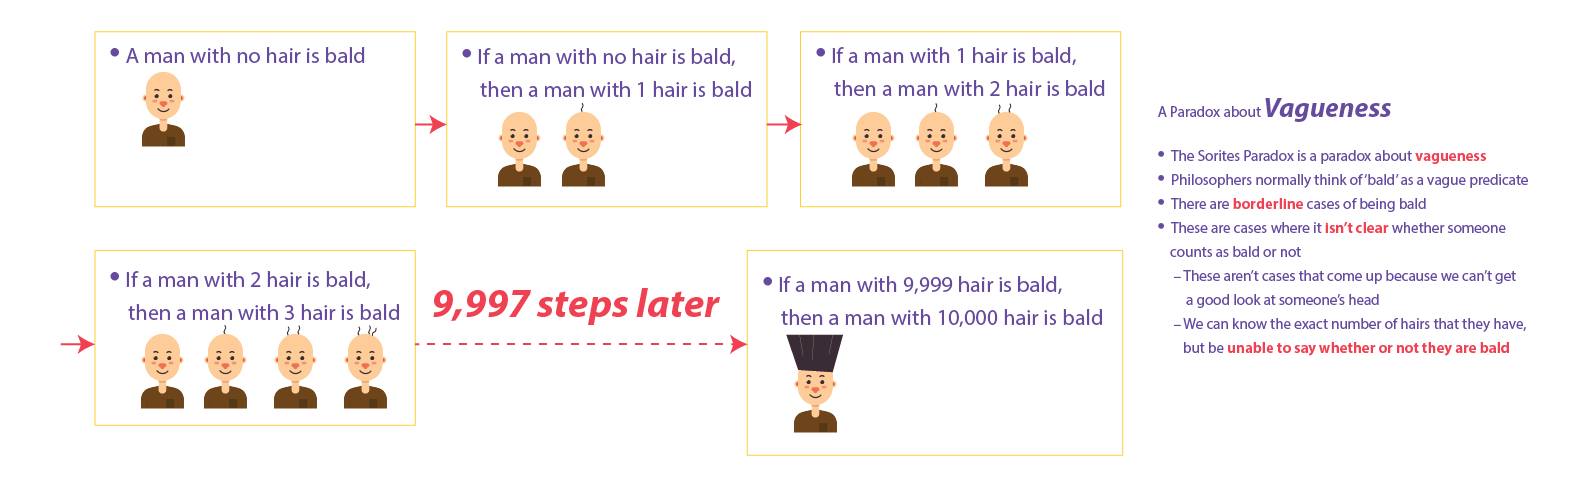 • A man with no hair is bald
• If a man with no hair is bald,
then a man with 1 hair is bald
• If a man with 1 hair is bald,
then a man with 2 hair is bald
• If a man with 2 hair is bald,
then a man with 3 hair is bald
9,997 steps later
• If a man with 9,999 hair is bald,
then a man with 10,000 hair is bald
A Paradox about Vagueness
• The Sorites Paradox is a paradox about vagueness
• Philosophers normally think of ‘bald’ as a vague predicate
• There are borderline cases of being bald
• These are cases where it isn’t clear whether someone
counts as bald or not
– These aren’t cases that come up because we can’t get
a good look at someone’s head
– We can know the exact number of hairs that they have,
but be unable to say whether or not they are bald